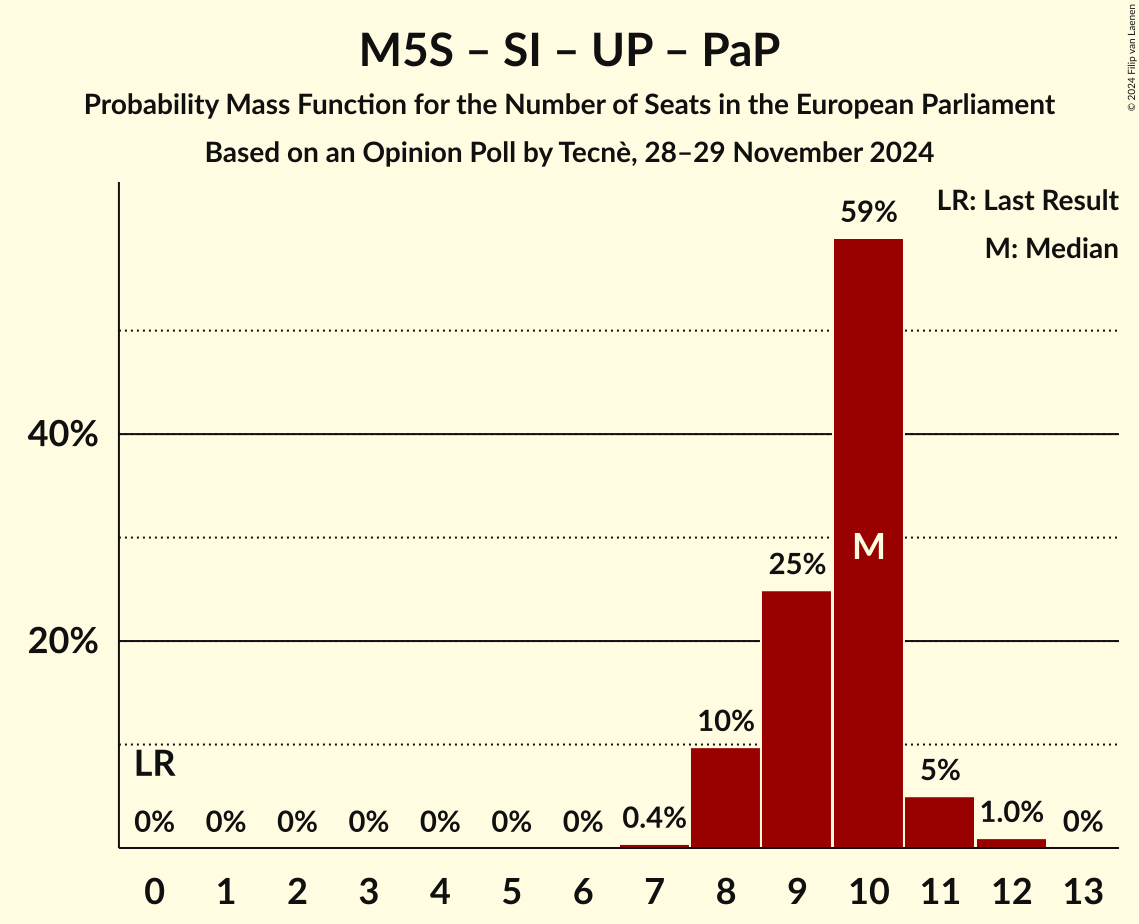 M5S – SI – UP – PaP
Probability Mass Function for the Number of Seats in the European Parliament
Based on an Opinion Poll by Tecnè, 28–29 November 2024
© 2024 Filip van Laenen
LR: Last Result
M: Median
59%
40%
M
25%
20%
10%
LR
5%
0% 0% 0% 0% 0% 0% 0% 0.4% 1.0% 0%
0 1 2 3 4 5 6 7 8 9 10 11 12 13